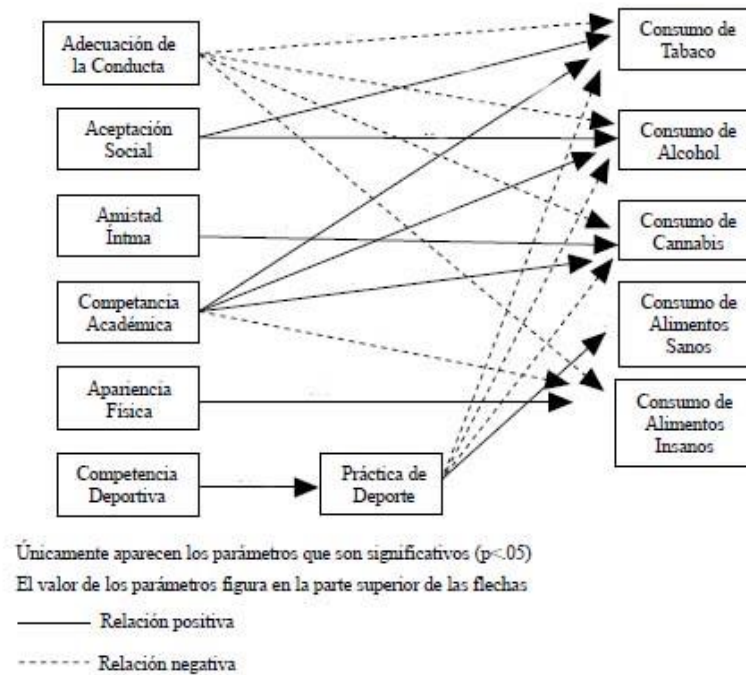 Adecuación de
la Conducta
Aceptación
Social
Amistad
Íntma
Competancia
Académica
Apariencia
Física
Competencia
Deportiva
Práctica de
Deporte
Consumo de
Tabaco
Consumo de
Alcohol
Consumo de
Cannabis
Consumo de
Alimentos
Sanos
Consumo de
Alimentos
Insanos
Únicamente aparecen los parámetros que son significativos (p<.05)
El valor de los parámetros figura en la parte superior de las flechas
Relación positiva
Relación negativa